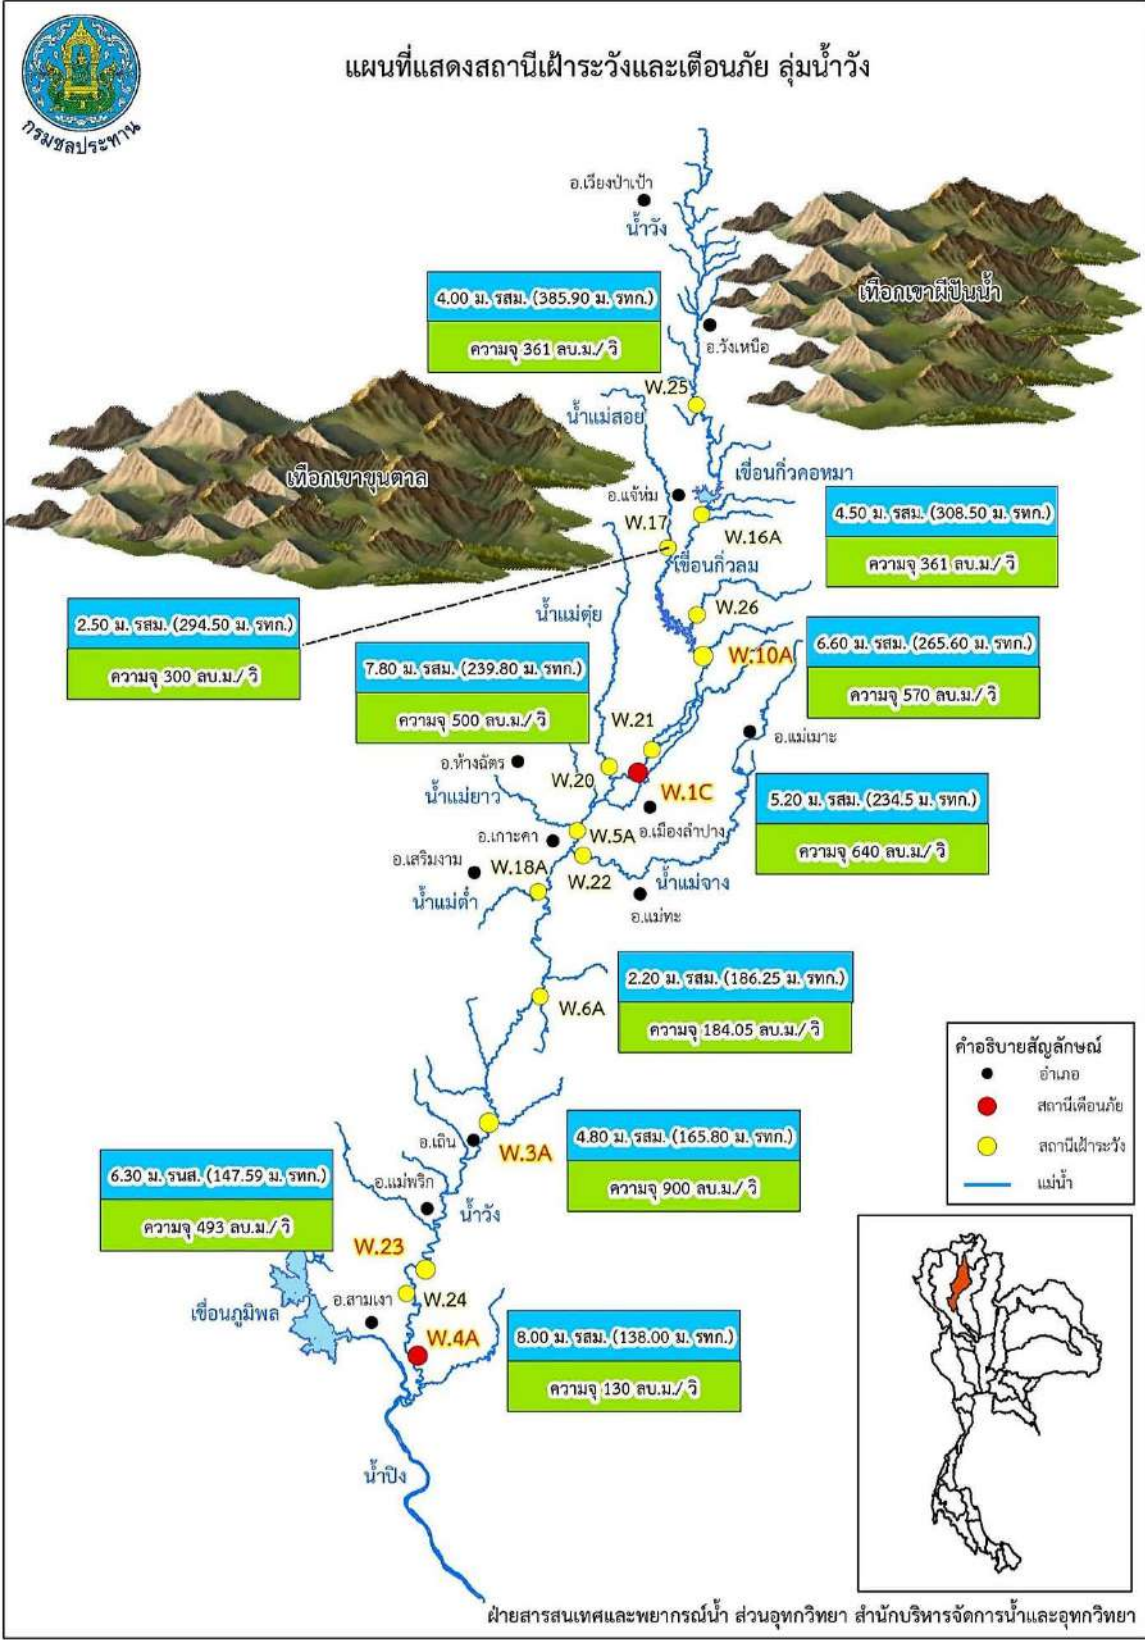 แผนที่แสดงสถานีเฝ้าระวังและเตือนภัย ลุ่มน้ำวัง
กรมชลประทาน
อ.เวียงป่าเป้า
น้ำวัง
เทือกเขาผีปันน้ำ
4.00 ม. รสม. (385.90 ม. รทก.)
ความจุ 361 ลบ.ม./ วิ
อ.วังเหนือ
W.25
น้ำแม่สอย
เทือกเขาขุนตาล
เขื่อนกิ่วคอหมา
อ.แจ้ห่ม
W.17
W.16A
4.50 ม. รสม. (308.50 ม. รทก.)
ความจุ 361 ลบ.ม./ วิ
เขื่อนกิ่วลม
น้ำแม่ตุ๋ย
W.26
2.50 ม. รสม. (294.50 ม. รทก.)
ความจุ 300 ลบ.ม./ วิ
W.10A
6.60 ม. รสม. (265.60 ม. รทก.)
ความจุ 570 ลบ.ม./ วิ
7.80 ม. รสม. (239.80 ม. รทก.)
ความจุ 500 ลบ.ม./ วิ
W.21
อ.แม่เมาะ
อ.ห้างฉัตร
W.20
W.1C
น้ำแม่ยาว
5.20 ม. รสม. (234.5 ม. รทก.)
ความจุ 640 ลบ.ม./ วิ
อ.เกาะคา
W.5A
อ.เมืองลำปาง
อ.เสริมงาม
W.18A
W.22
น้ำแม่จาง
น้ำแม่ต๋ำ
อ.แม่ทะ
2.20 ม. รสม. (186.25 ม. รทก.)
ความจุ 184.05 ลบ.ม./ วิ
W.6A
คำอธิบายสัญลักษณ์
อำเภอ
สถานีเตือนภัย
สถานีเฝ้าระวัง
แม่น้ำ
อ.เถิน
W.3A
4.80 ม. รสม. (165.80 ม. รทก.)
ความจุ 900 ลบ.ม./ วิ
6.30 ม. รนส. (147.59 ม. รทก.)
ความจุ 493 ลบ.ม./ วิ
อ.แม่พริก
น้ำวัง
W.23
W.24
เขื่อนภูมิพล
อ.สามเงา
W.4A
8.00 ม. รสม. (138.00 ม. รทก.)
ความจุ 130 ลบ.ม./ วิ
น้ำปิง
ฝ่ายสารสนเทศและพยากรณ์น้ำ ส่วนอุทกวิทยา สำนักบริหารจัดการน้ำและอุทกวิทยา